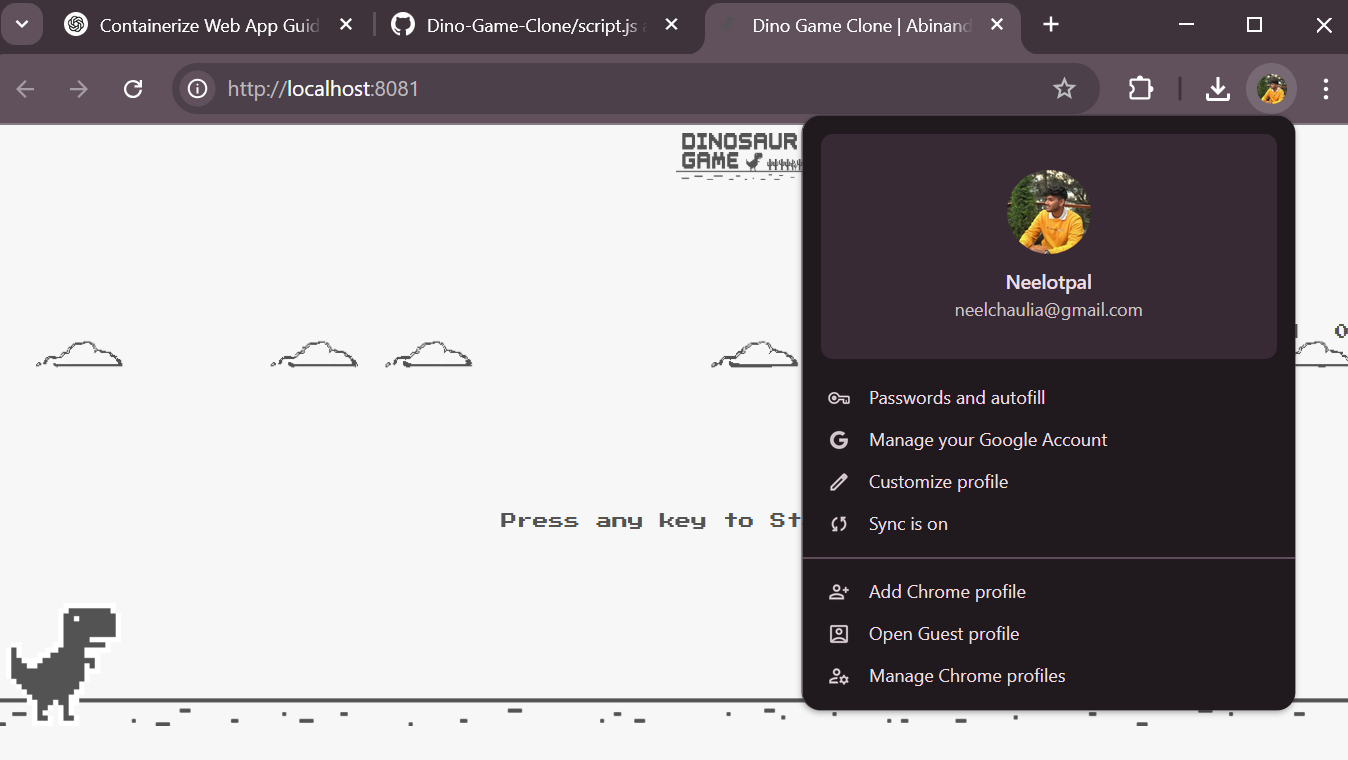 Containerize Web App Guid
Dino-Game-Clone/script.js a
Dino Game Clone | Abinand
http://localhost:8081
DINOSAUR
GAME
Neelotpal
neelchaulia@gmail.com
Passwords and autofill
Manage your Google Account
Customize profile
Sync is on
Press any key to St
Add Chrome profile
Open Guest profile
Manage Chrome profiles